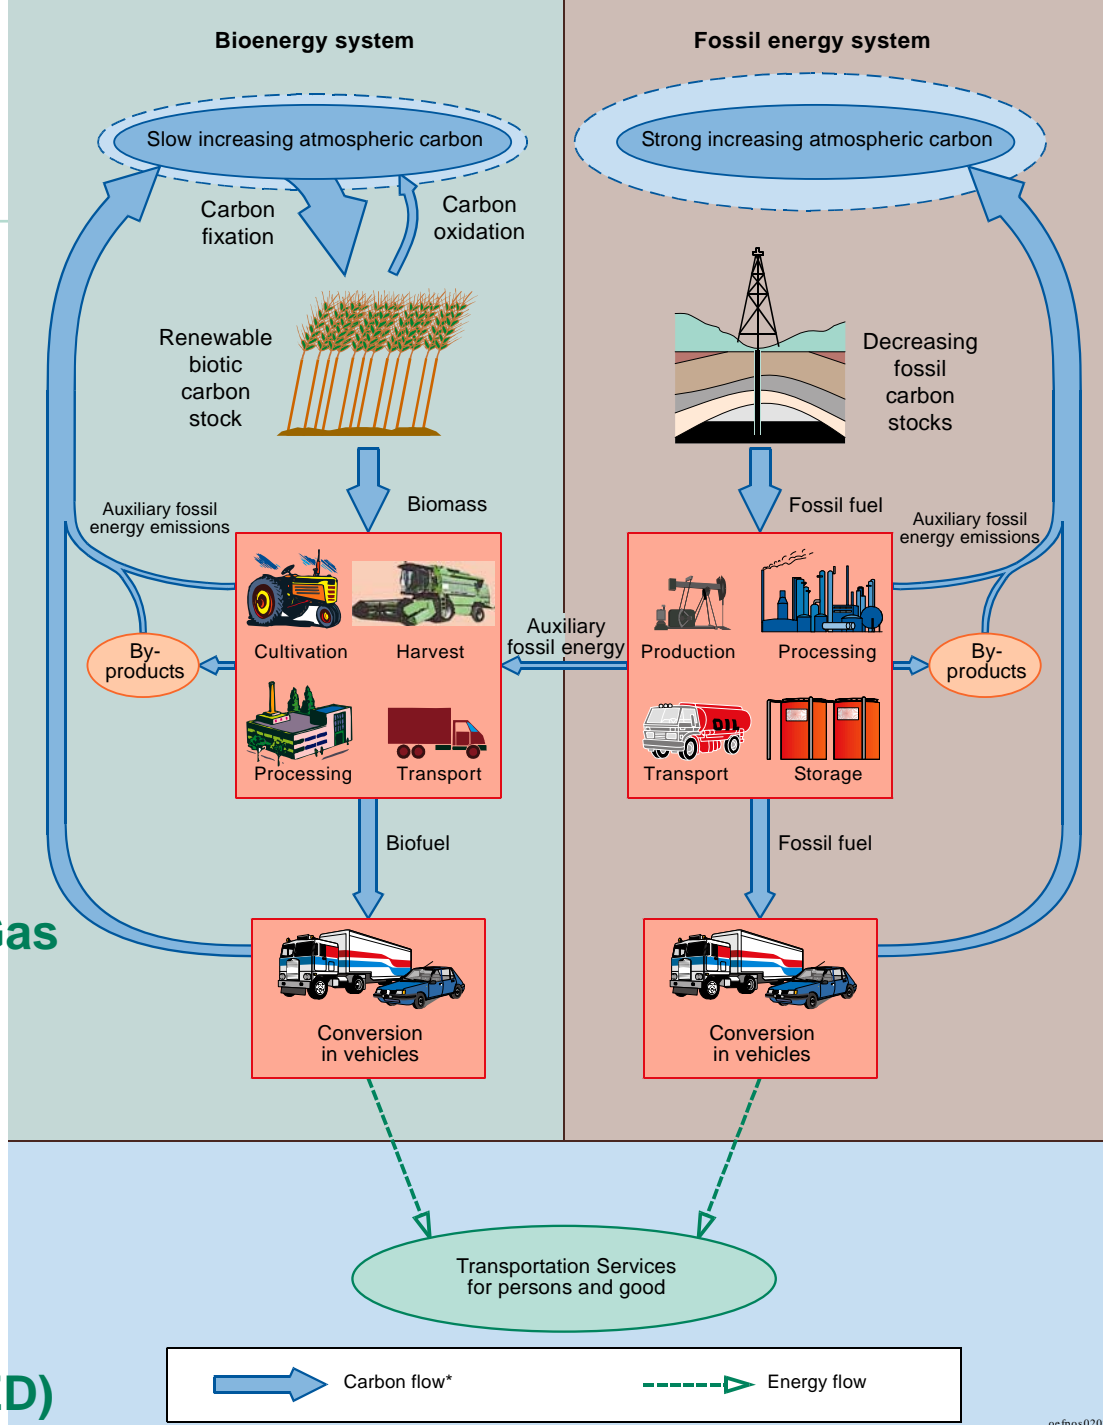 Bioenergy system
Fossil energy system
Slow increasing atmospheric carbon
Strong increasing atmospheric carbon
Carbon
fixation
Carbon
oxidation
Renewable
biotic
carbon
stock
Decreasing
fossil
carbon
stocks
Biomass
Fossil fuel
Auxiliary fossil
energy emissions
Auxiliary fossil
energy emissions
Cultivation
Harvest
Auxiliary
fossil energy
Production
Processing
By-
products
By-
products
OIL
Processing
Transport
Transport
Storage
Biofuel
Fossil fuel
Gas
Conversion
in vehicles
Conversion
in vehicles
Transportation Services
for persons and good
Carbon flow*
Energy flow
ED)